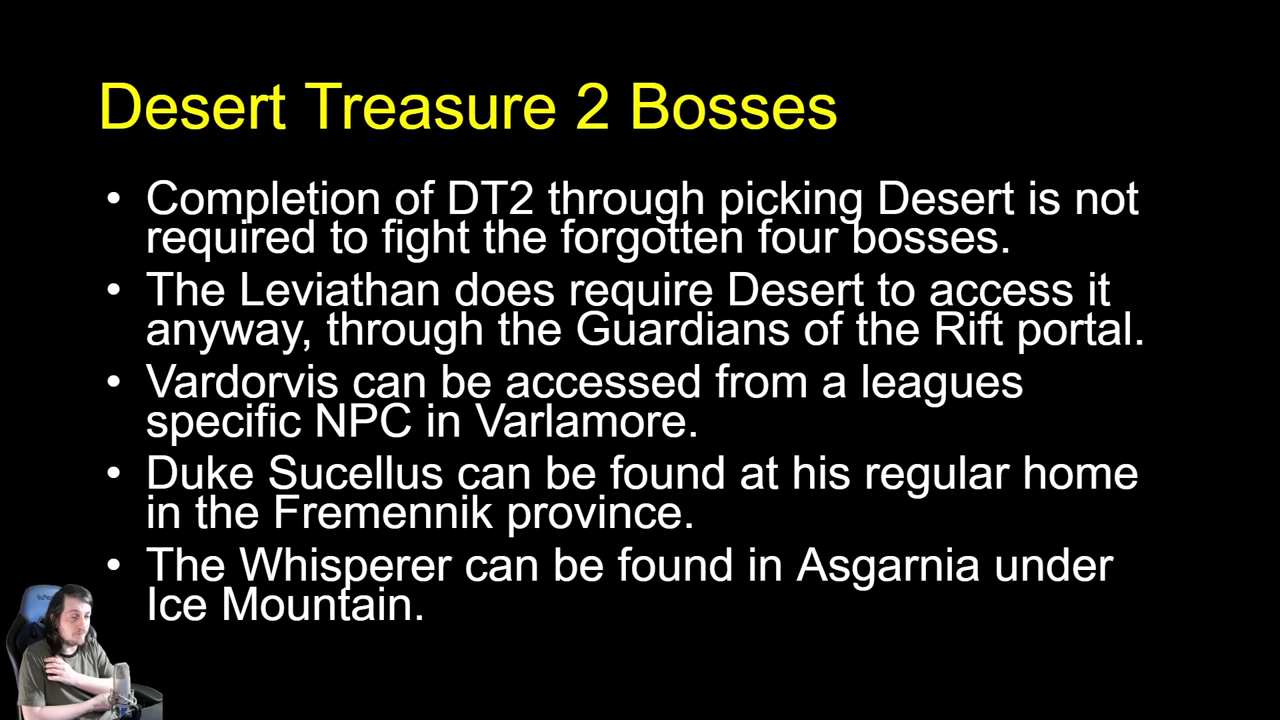 Desert Treasure 2 Bosses
• Completion of DT2 through picking Desert is not
required to fight the forgotten four bosses.
• The Leviathan does require Desert to access it
anyway, through the Guardians of the Rift portal.
• Vardorvis can be accessed from a leagues
specific NPC in Varlamore.
• Duke Sucellus can be found at his regular home
in the Fremennik province.
• The Whisperer can be found in Asgarnia under
Ice Mountain.